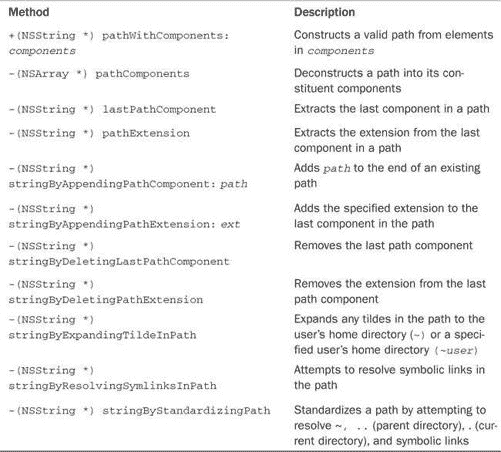 Method Description
+(NSString *) pathWithComponents: Constructs a valid path from elements
components in components
-(NSArray *) pathComponents Deconstructs a path into its con-
stituent components
-(NSString *) lastPathComponent Extracts the last component in a path
-(NSString *) pathExtension Extracts the extension from the last
component in a path
-(NSString *) Adds path to the end of an existing
stringByAppendingPathComponent: path path
-(NSString *) Adds the specified extension to the
stringByAppendingPathExtension: ext last component in the path
-(NSString *) Removes the last path component
stringByDeletingLastPathComponent
-(NSString *) Removes the extension from the last
stringByDeletingPathExtension path component
-(NSString *) Expands any tildes in the path to the
stringByExpandingTildeInPath user's home directory (~) or a speci-
fied user's home directory (~user)
-(NSString *) Attempts to resolve symbolic links in
stringByResolvingSymlinksInPath the path
-(NSString *) stringByStandardizingPath Standardizes a path by attempting to
resolve ~, .. (parent directory), . (cur-
rent directory), and symbolic links